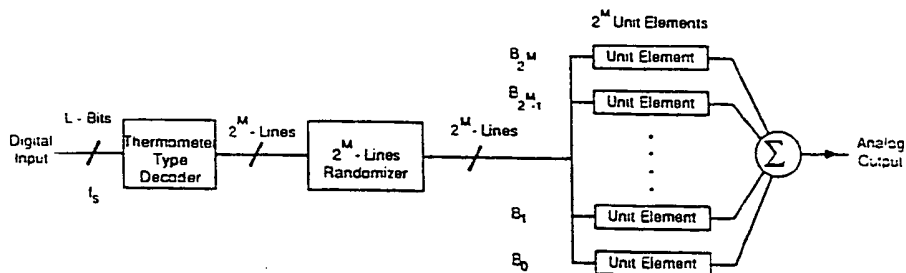 2^M Unit Elements
B_2^M
Unit Element
B_2^M-1
Unit Element
L - Bits
2^M - Lines
2^M - Lines
Digital
Input
Thermometer
Type
Decoder
2^M - Lines
Randomizer
Σ
Analog
Output
f_s
B_1
Unit Element
B_0
Unit Element